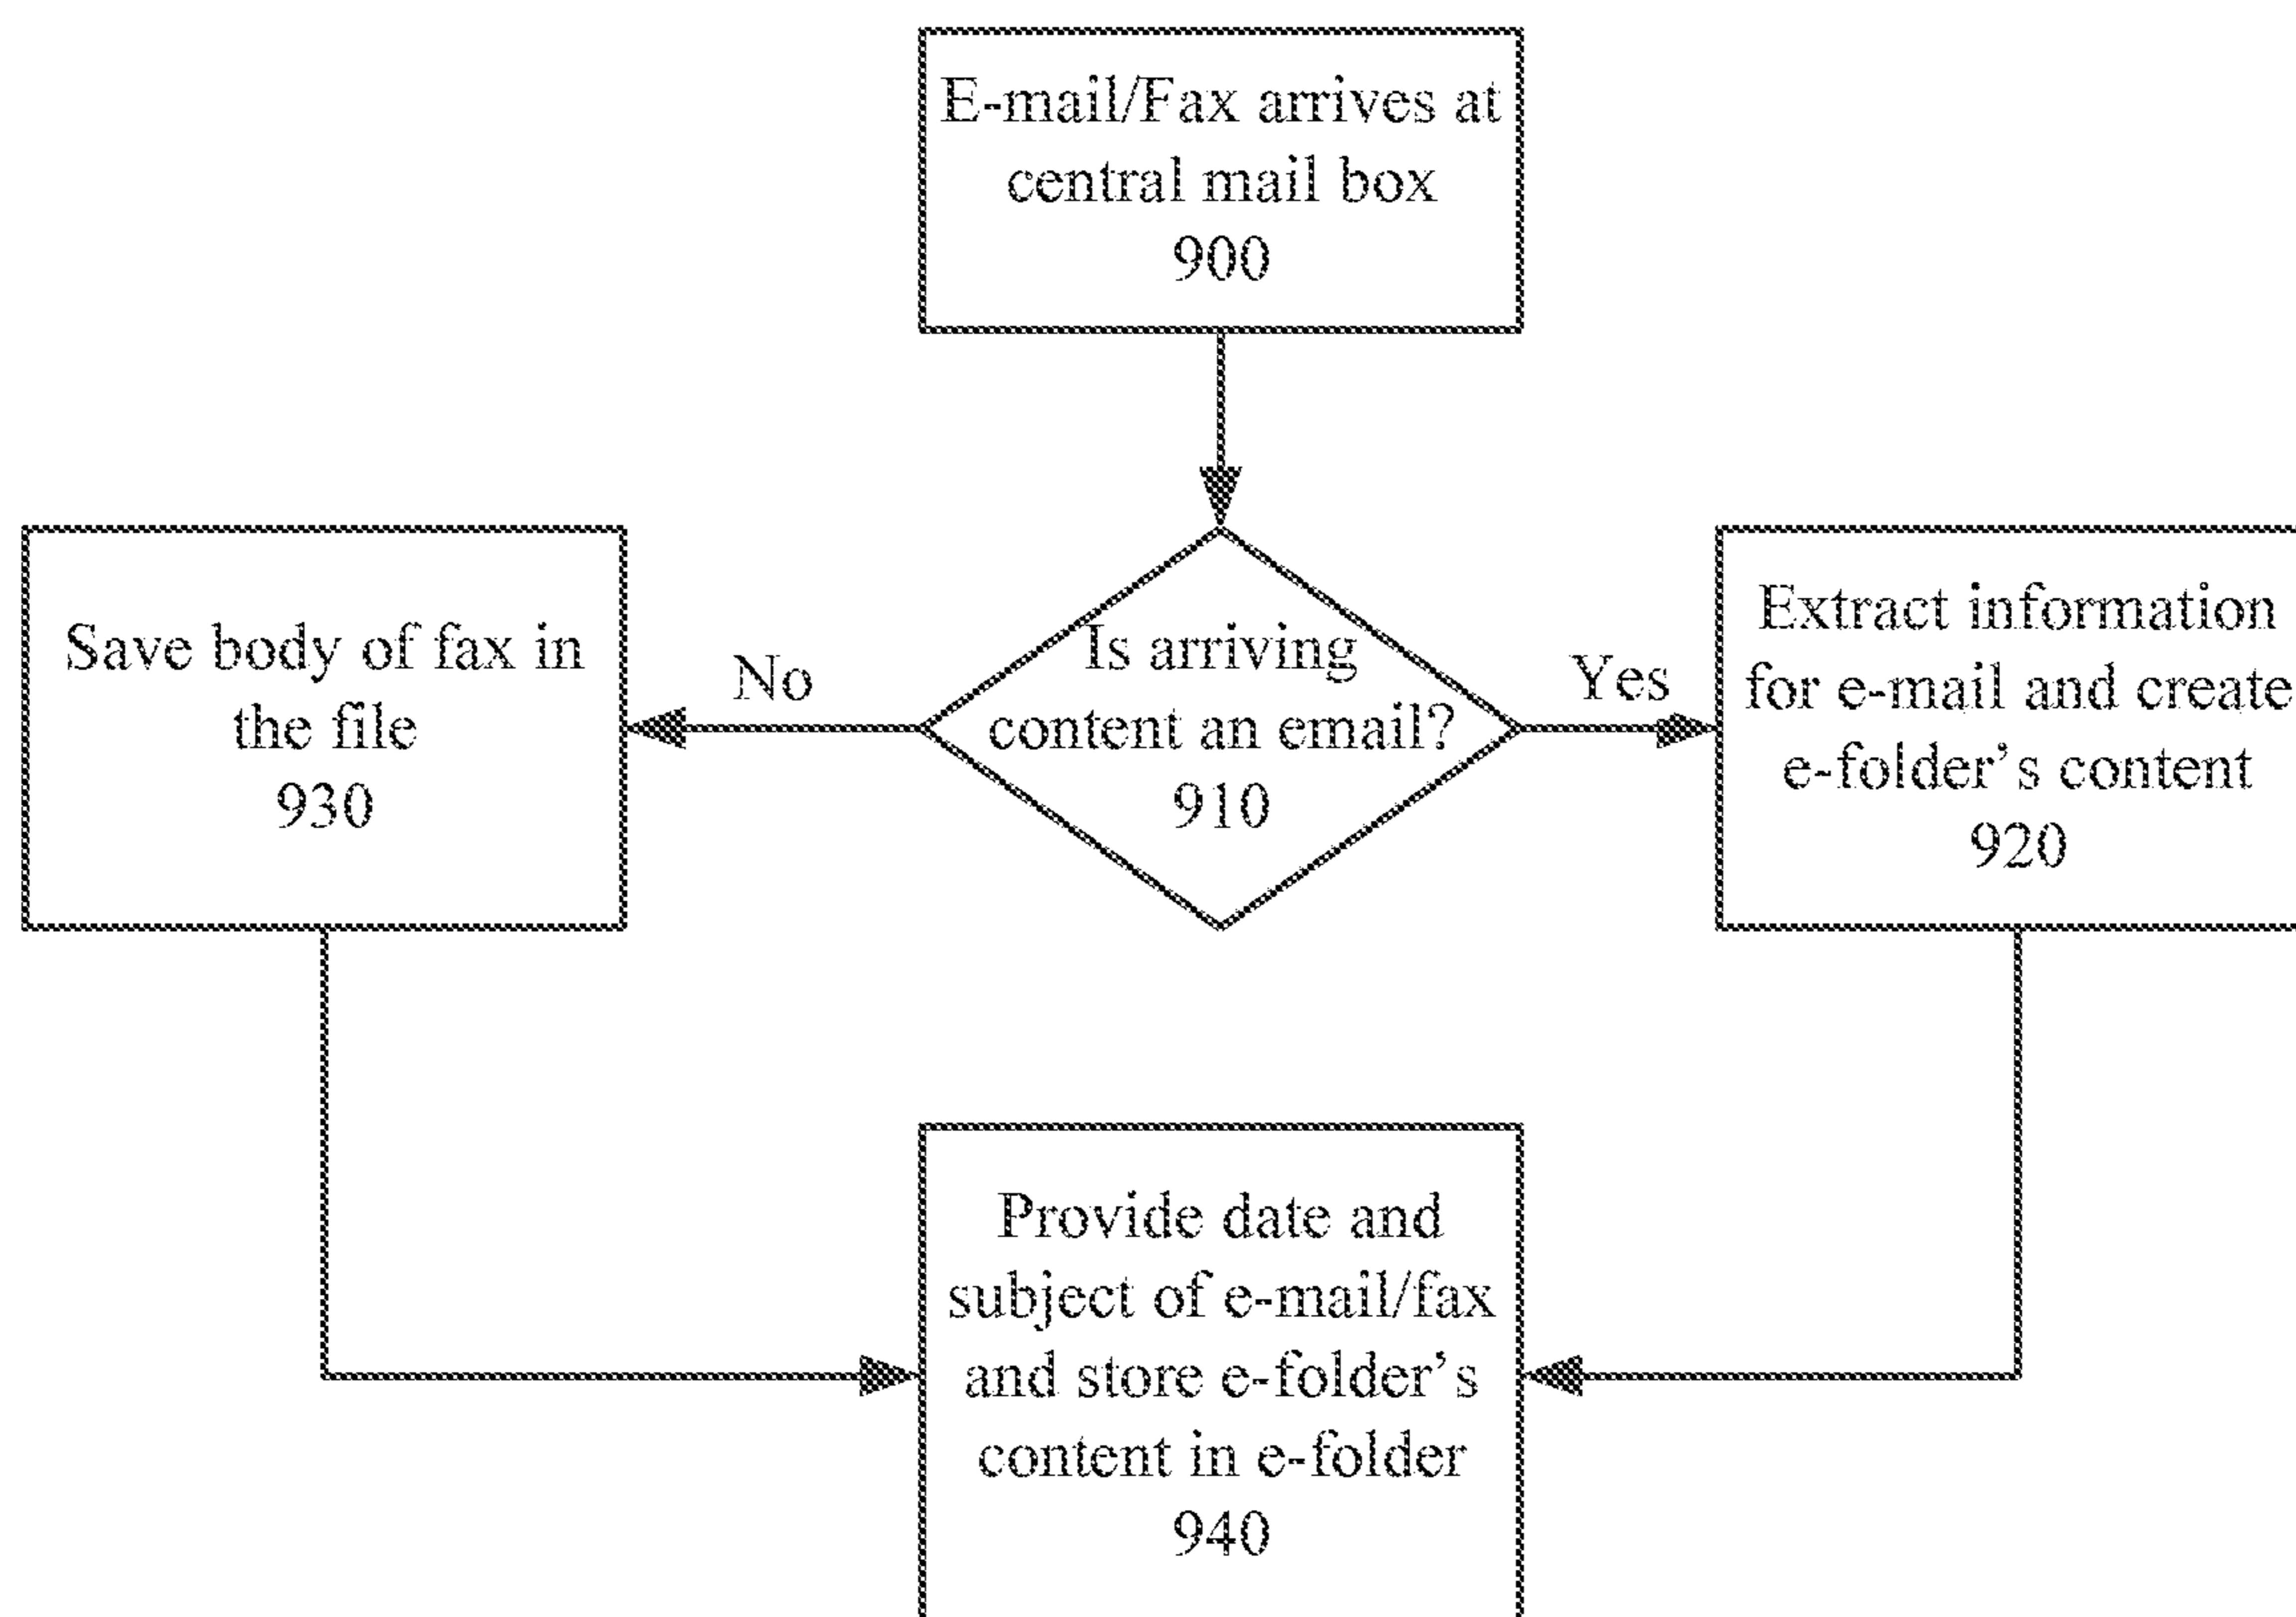 E-mail/Fax arrives at
central mail box
900
Is arriving
content an email?
910
No
Yes
Save body of fax in
the file
930
Extract information
for e-mail and create
e-folder's content
920
Provide date and
subject of e-mail/fax
and store e-folder's
content in e-folder
940